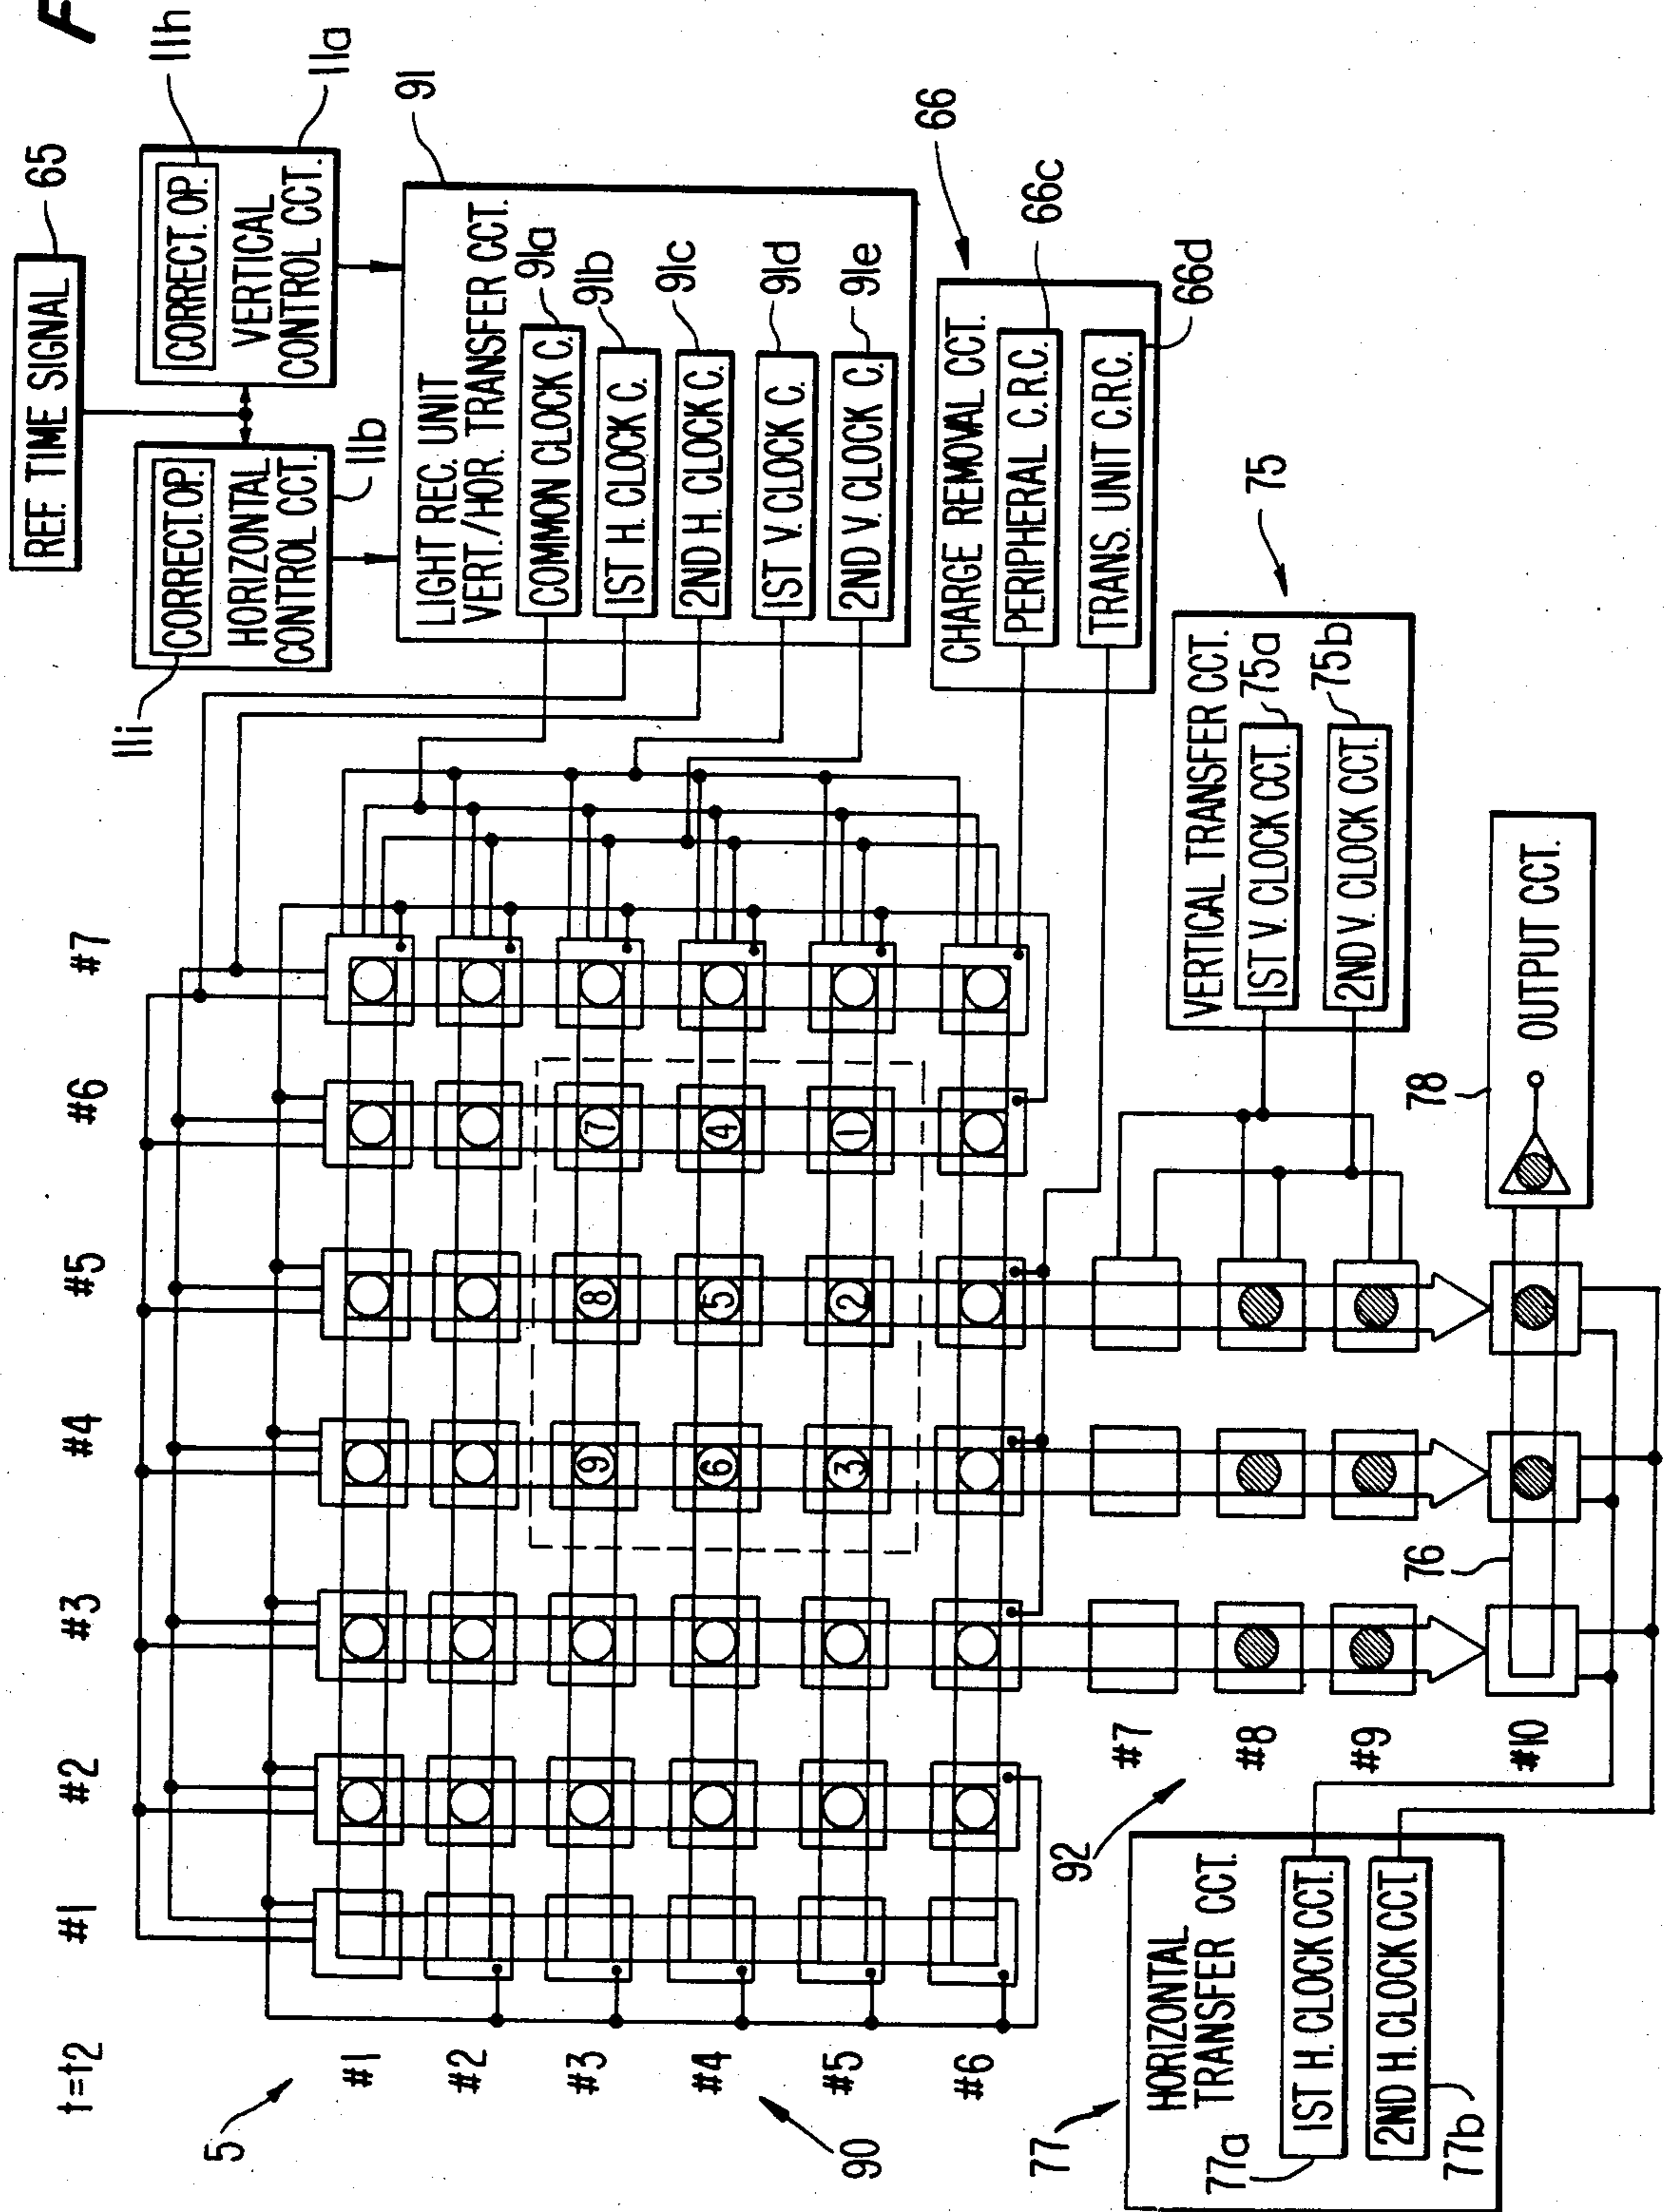 F
t=t2
#1
#2
#3
#4
#5
#6
#7
REF. TIME SIGNAL
65
CORRECT.OP.
HORIZONTAL
CONTROL CCT.
11i
11b
CORRECT. OP.
VERTICAL
CONTROL CCT.
11h
11a
5
#1
#2
#3
#4
#5
#6
90
7
4
1
8
5
2
9
6
3
LIGHT REC. UNIT
VERT./HOR. TRANSFER CCT.
91
COMMON CLOCK C.
91a
1ST H. CLOCK C.
91b
2ND H. CLOCK C.
91c
1ST V. CLOCK C.
91d
2ND V. CLOCK C.
91e
66
CHARGE REMOVAL CCT.
PERIPHERAL C.R.C.
66c
TRANS. UNIT C.R.C.
66d
75
VERTICAL TRANSFER CCT.
1ST V. CLOCK CCT.
75a
2ND V. CLOCK CCT.
75b
92
#7
#8
#9
#10
76
78
OUTPUT CCT.
77
HORIZONTAL
TRANSFER CCT.
1ST H. CLOCK CCT.
77a
2ND H. CLOCK CCT.
77b